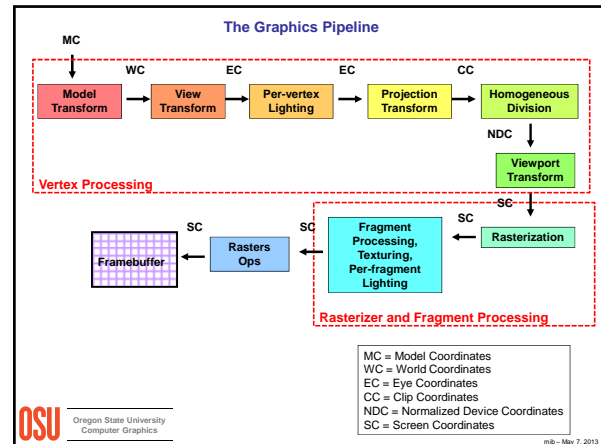 The Graphics Pipeline
MC
WC
EC
EC
CC
Model
Transform
View
Transform
Per-vertex
Lighting
Projection
Transform
Homogeneous
Division
NDC
Viewport
Transform
Vertex Processing
SC
SC
SC
SC
Rasterization
Fragment
Processing,
Texturing,
Per-fragment
Lighting
Rasters
Ops
Framebuffer
Rasterizer and Fragment Processing
MC = Model Coordinates
WC = World Coordinates
EC = Eye Coordinates
CC = Clip Coordinates
NDC = Normalized Device Coordinates
SC = Screen Coordinates
OSU
Oregon State University
Computer Graphics
mjb – May 7, 2013